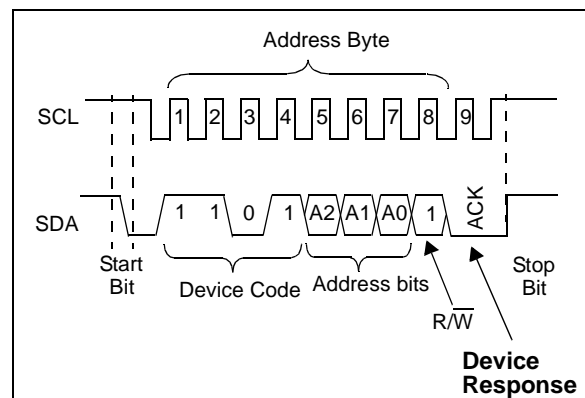 Address Byte
SCL 1 2 3 4 5 6 7 8 9
SDA 1 1 0 1 A2 A1 A0 1 ACK
Start Bit
Device Code
Address bits
R/W̅
Stop Bit
Device Response